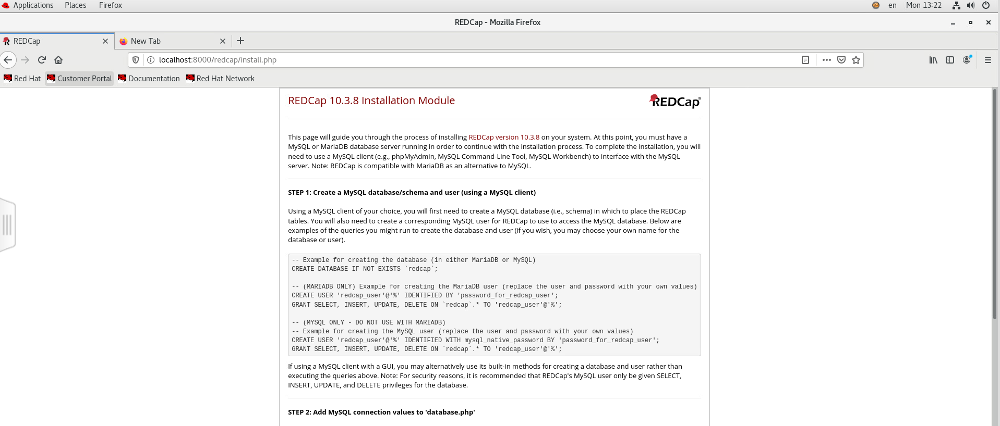 Applications Places Firefox en Mon 13:22
REDCap - Mozilla Firefox
REDCap New Tab
localhost:8000/redcap/install.php
Red Hat Customer Portal Documentation Red Hat Network
REDCap 10.3.8 Installation Module
REDCap®
This page will guide you through the process of installing REDCap version 10.3.8 on your system. At this point, you must have a
MySQL or MariaDB database server running in order to continue with the installation process. To complete the installation, you will
need to use a MySQL client (e.g., phpMyAdmin, MySQL Command-Line Tool, MySQL Workbench) to interface with the MySQL
server. Note: REDCap is compatible with MariaDB as an alternative to MySQL.
STEP 1: Create a MySQL database/schema and user (using a MySQL client)
Using a MySQL client of your choice, you will first need to create a MySQL database (i.e., schema) in which to place the REDCap
tables. You will also need to create a corresponding MySQL user for REDCap to use to access the MySQL database. Below are
examples of the queries you might run to create the database and user (if you wish, you may choose your own name for the
database or user).
-- Example for creating the database (in either MariaDB or MySQL)
CREATE DATABASE IF NOT EXISTS `redcap`;
-- (MARIADB ONLY) Example for creating the MariaDB user (replace the user and password with your own values)
CREATE USER 'redcap_user'@'%' IDENTIFIED BY 'password_for_redcap_user';
GRANT SELECT, INSERT, UPDATE, DELETE ON `redcap`.* TO 'redcap_user'@'%';
-- (MYSQL ONLY - DO NOT USE WITH MARIADB)
-- Example for creating the MySQL user (replace the user and password with your own values)
CREATE USER 'redcap_user'@'%' IDENTIFIED WITH mysql_native_password BY 'password_for_redcap_user';
GRANT SELECT, INSERT, UPDATE, DELETE ON `redcap`.* TO 'redcap_user'@'%';
If using a MySQL client with a GUI, you may alternatively use its built-in methods for creating a database and user rather than
executing the queries above. Note: For security reasons, it is recommended that REDCap's MySQL user only be given SELECT,
INSERT, UPDATE, and DELETE privileges for the database.
STEP 2: Add MySQL connection values to 'database.php'